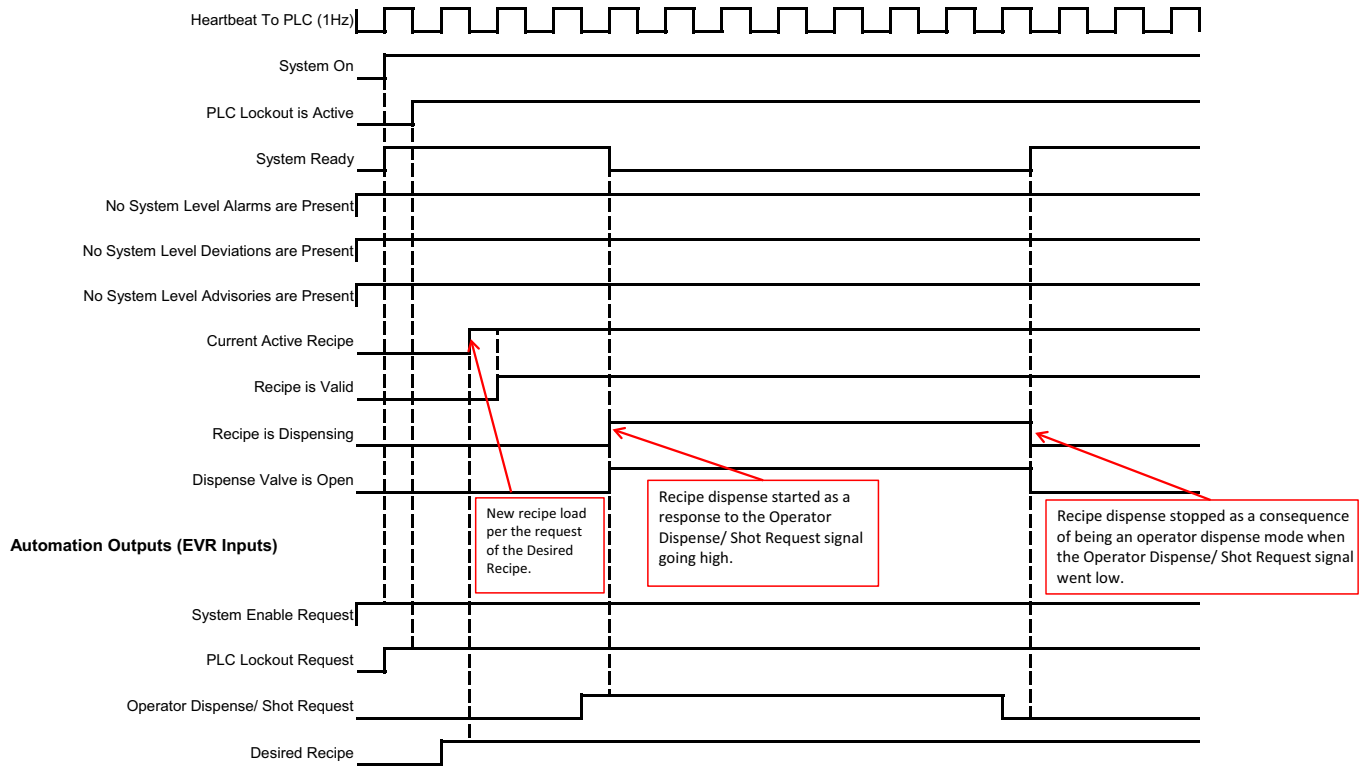 Heartbeat To PLC (1Hz)
System On
PLC Lockout is Active
System Ready
No System Level Alarms are Present
No System Level Deviations are Present
No System Level Advisories are Present
Current Active Recipe
Recipe is Valid
Recipe is Dispensing
Dispense Valve is Open
New recipe load
per the request
of the Desired
Recipe.
Recipe dispense started as a
response to the Operator
Dispense/ Shot Request signal
going high.
Recipe dispense stopped as a consequence
of being an operator dispense mode when
the Operator Dispense/ Shot Request signal
went low.
Automation Outputs (EVR Inputs)
System Enable Request
PLC Lockout Request
Operator Dispense/ Shot Request
Desired Recipe